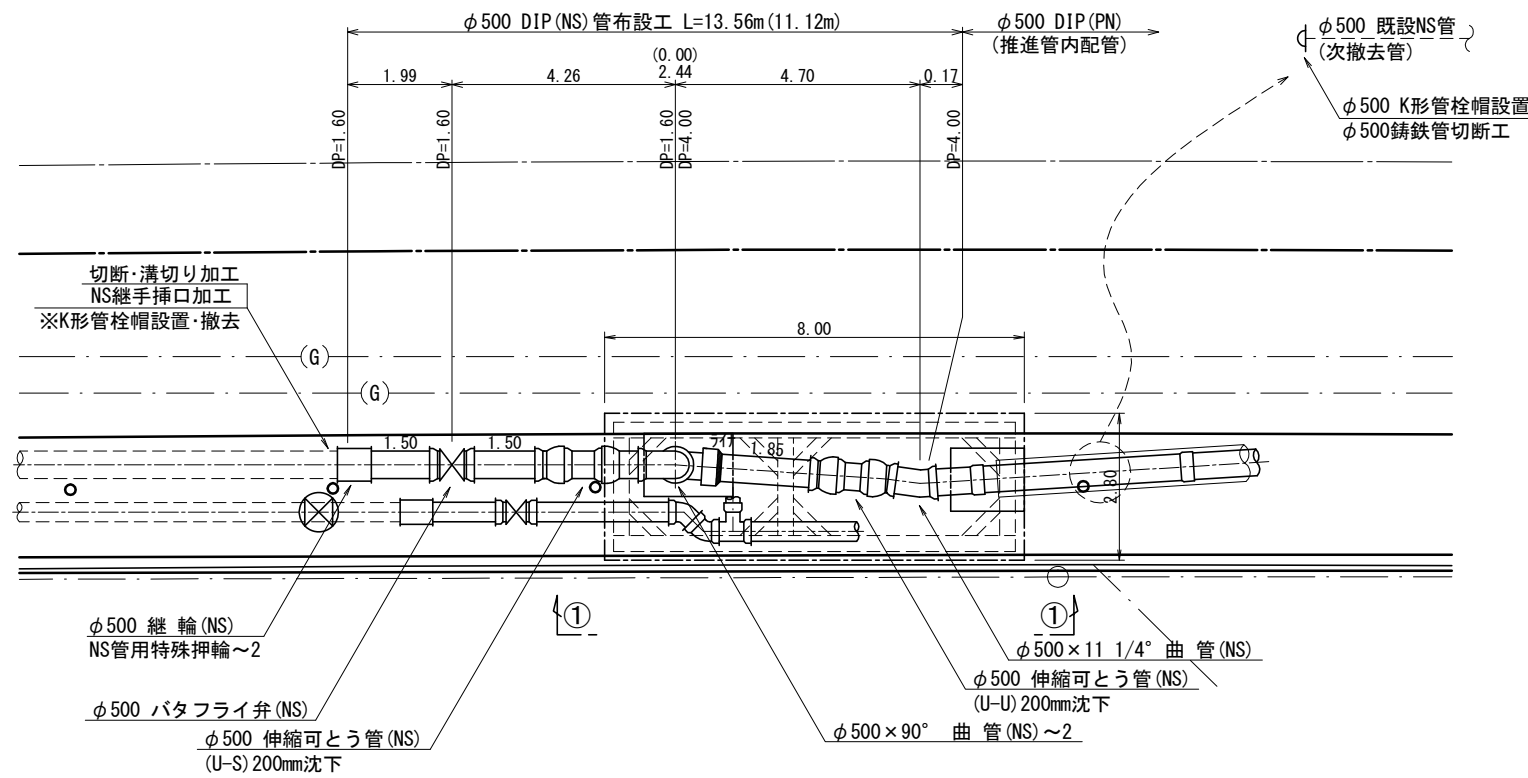 φ500 DIP(NS)管布設工 L=13.56m(11.12m)
φ500 DIP(PN)
(推進管内配管)
φ500 既設NS管
(次撤去管)
φ500 K形管栓帽設置
φ500鋳鉄管切断工
1.99
4.26
(0.00)
2.44
4.70
0.17
DP=1.60
DP=1.60
DP=1.60
DP=4.00
DP=4.00
切断・溝切り加工
NS継手挿口加工
※K形管栓帽設置・撤去
8.00
(G)
(G)
1.50
1.50
ライナ
1.85
2.80
①
①
φ500 継 輪(NS)
NS管用特殊押輪～2
φ500×11 1/4° 曲 管(NS)
φ500 伸縮可とう管(NS)
(U-U)200mm沈下
φ500 バタフライ弁(NS)
φ500×90° 曲 管(NS)～2
φ500 伸縮可とう管(NS)
(U-S)200mm沈下